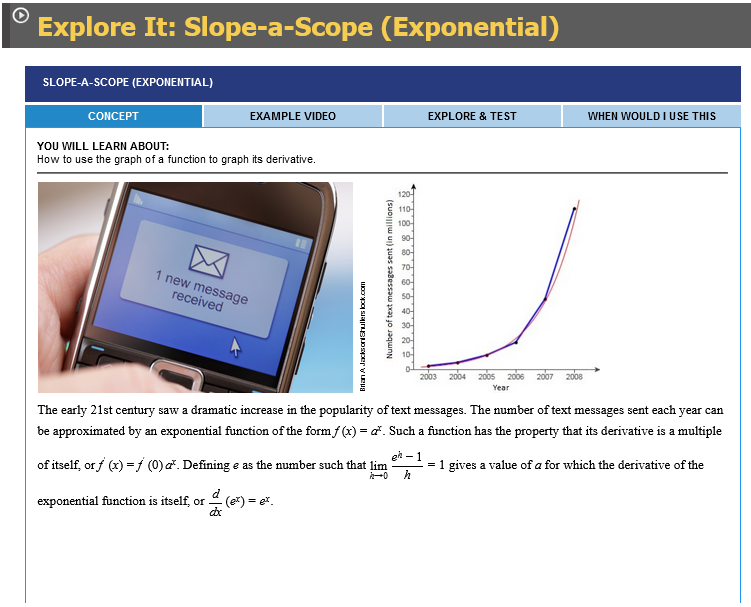 Explore It: Slope-a-Scope (Exponential)
SLOPE-A-SCOPE (EXPONENTIAL)
CONCEPT
EXAMPLE VIDEO
EXPLORE & TEST
WHEN WOULD I USE THIS
YOU WILL LEARN ABOUT:
How to use the graph of a function to graph its derivative.
1 new message
received
Brian A Jackson/Shutterstock.com
Number of text messages sent (in millions)
120
110
100
90
80
70
60
50
40
30
20
10
0
2003 2004 2005 2006 2007 2008
Year
The early 21st century saw a dramatic increase in the popularity of text messages. The number of text messages sent each year can
be approximated by an exponential function of the form f (x) = aˣ. Such a function has the property that its derivative is a multiple
of itself, or f′ (x) = f′ (0) aˣ. Defining e as the number such that lim h→0 (eʰ − 1)/h = 1 gives a value of a for which the derivative of the
exponential function is itself, or d/dx (eˣ) = eˣ.